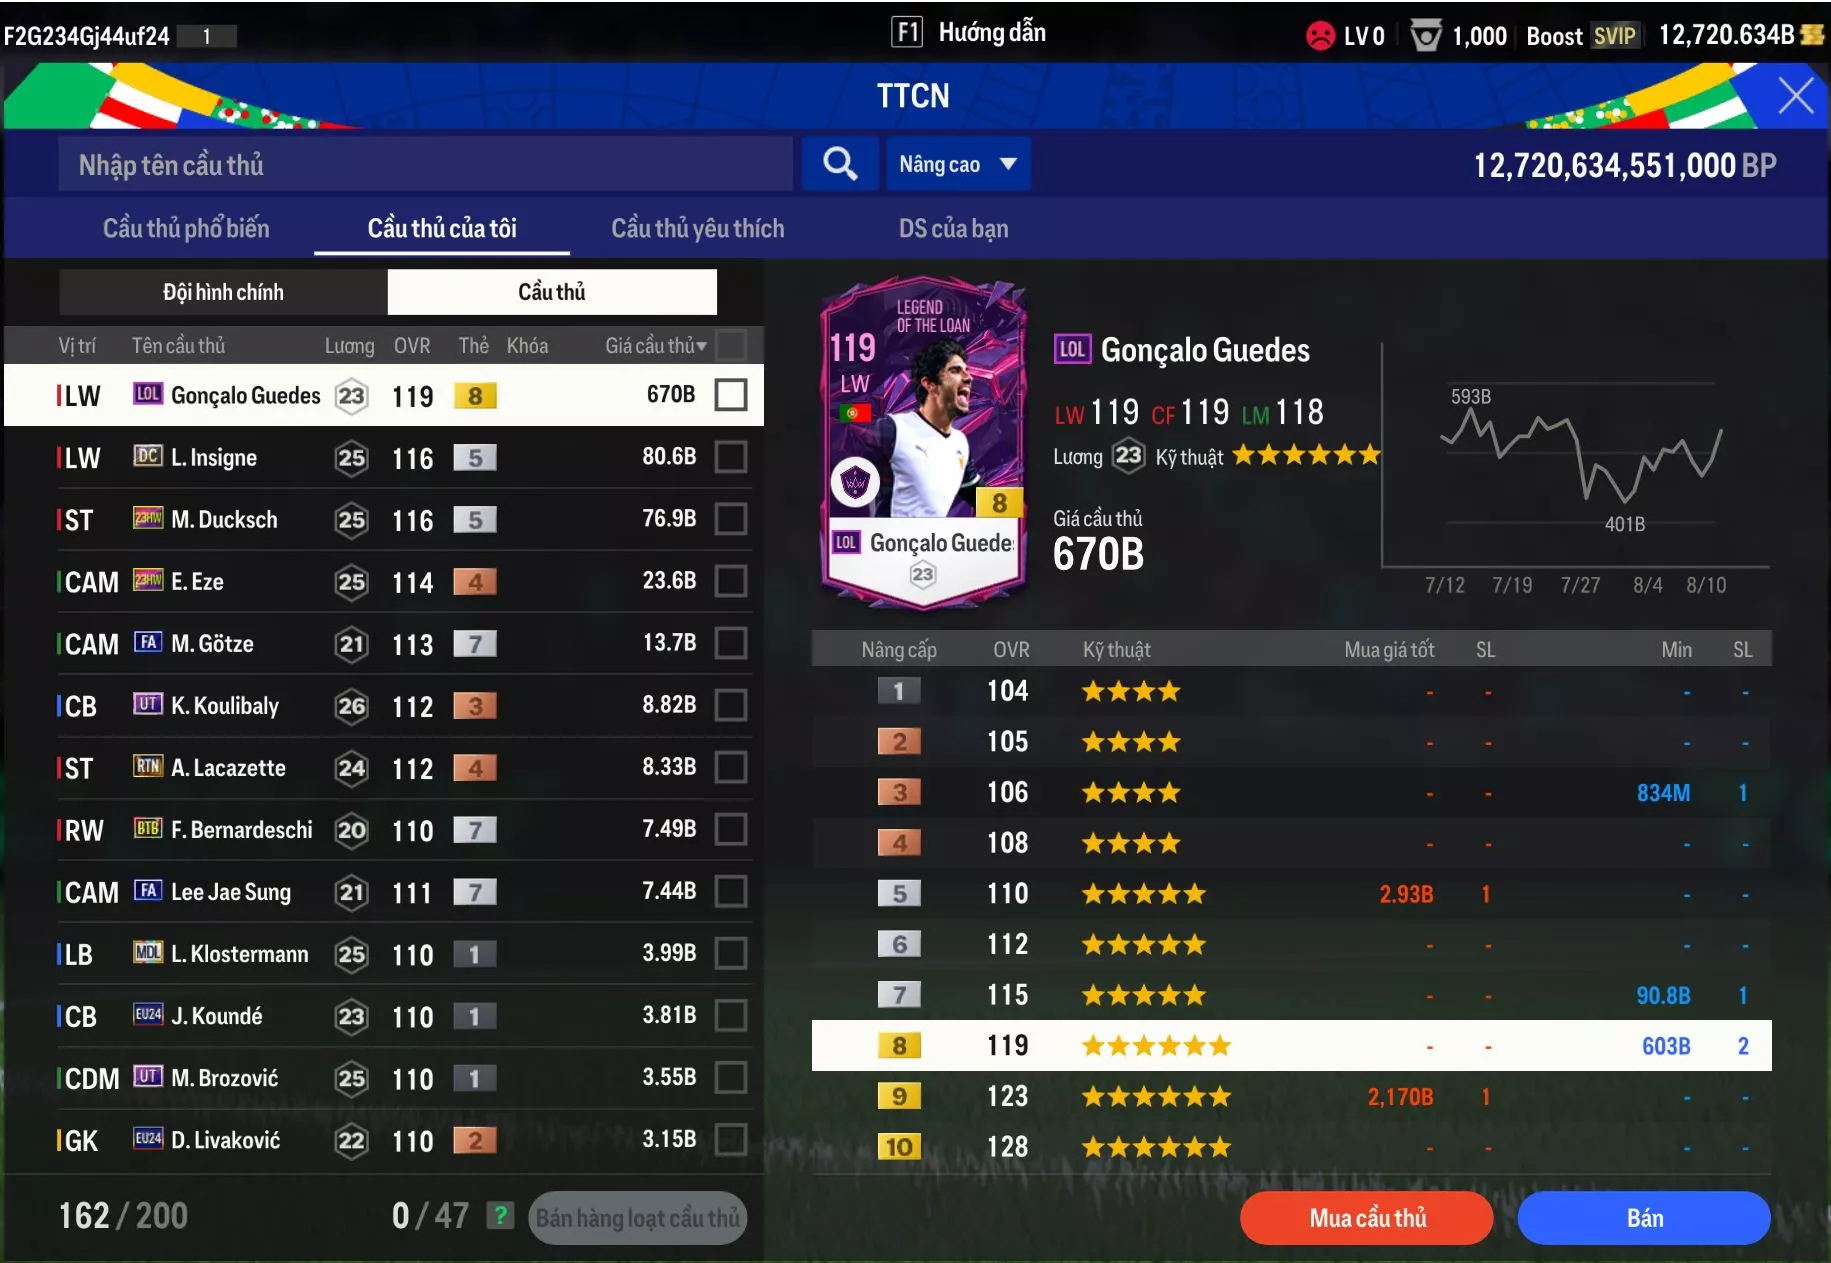 F2G234Gj44uf24 1 F1 Hướng dẫn LV 0 1,000 Boost SVIP 12,720.634B
TTCN
Nhập tên cầu thủ Nâng cao 12,720,634,551,000 BP
Cầu thủ phổ biến Cầu thủ của tôi Cầu thủ yêu thích DS của bạn
Đội hình chính Cầu thủ
Vị trí Tên cầu thủ Lương OVR Thẻ Khóa Giá cầu thủ
LW LOL Gonçalo Guedes 23 119 8 670B
LW DC L. Insigne 25 116 5 80.6B
ST 23HW M. Ducksch 25 116 5 76.9B
CAM 23HW E. Eze 25 114 4 23.6B
CAM FA M. Götze 21 113 7 13.7B
CB UT K. Koulibaly 26 112 3 8.82B
ST RTN A. Lacazette 24 112 4 8.33B
RW BTB F. Bernardeschi 20 110 7 7.49B
CAM FA Lee Jae Sung 21 111 7 7.44B
LB MDL L. Klostermann 25 110 1 3.99B
CB EU24 J. Koundé 23 110 1 3.81B
CDM UT M. Brozović 25 110 1 3.55B
GK EU24 D. Livaković 22 110 2 3.15B
162 / 200 0 / 47 ? Bán hàng loạt cầu thủ
LEGEND
OF THE LOAN
119
LW
8
LOL Gonçalo Guedes
23
LOL Gonçalo Guedes
LW 119 CF 119 LM 118
Lương 23 Kỹ thuật
Giá cầu thủ
670B
593B
401B
7/12 7/19 7/27 8/4 8/10
Nâng cấp OVR Kỹ thuật Mua giá tốt SL Min SL
1 104 - - - -
2 105 - - - -
3 106 - - 834M 1
4 108 - - - -
5 110 2.93B 1 - -
6 112 - - - -
7 115 - - 90.8B 1
8 119 - - 603B 2
9 123 2,170B 1 - -
10 128 - - - -
Mua cầu thủ Bán